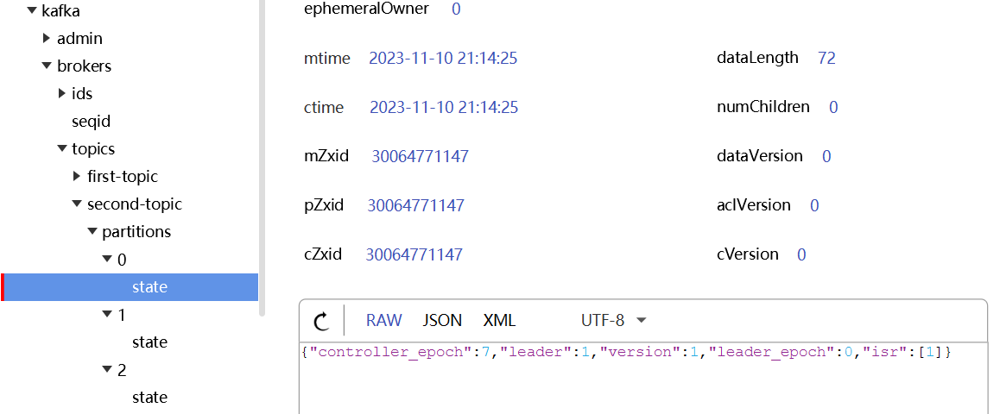 kafka
admin
brokers
ids
seqid
topics
first-topic
second-topic
partitions
0
state
1
state
2
state
ephemeralOwner 0
mtime 2023-11-10 21:14:25 dataLength 72
ctime 2023-11-10 21:14:25 numChildren 0
mZxid 30064771147 dataVersion 0
pZxid 30064771147 aclVersion 0
cZxid 30064771147 cVersion 0
RAW JSON XML UTF-8
{"controller_epoch":7,"leader":1,"version":1,"leader_epoch":0,"isr":[1]}